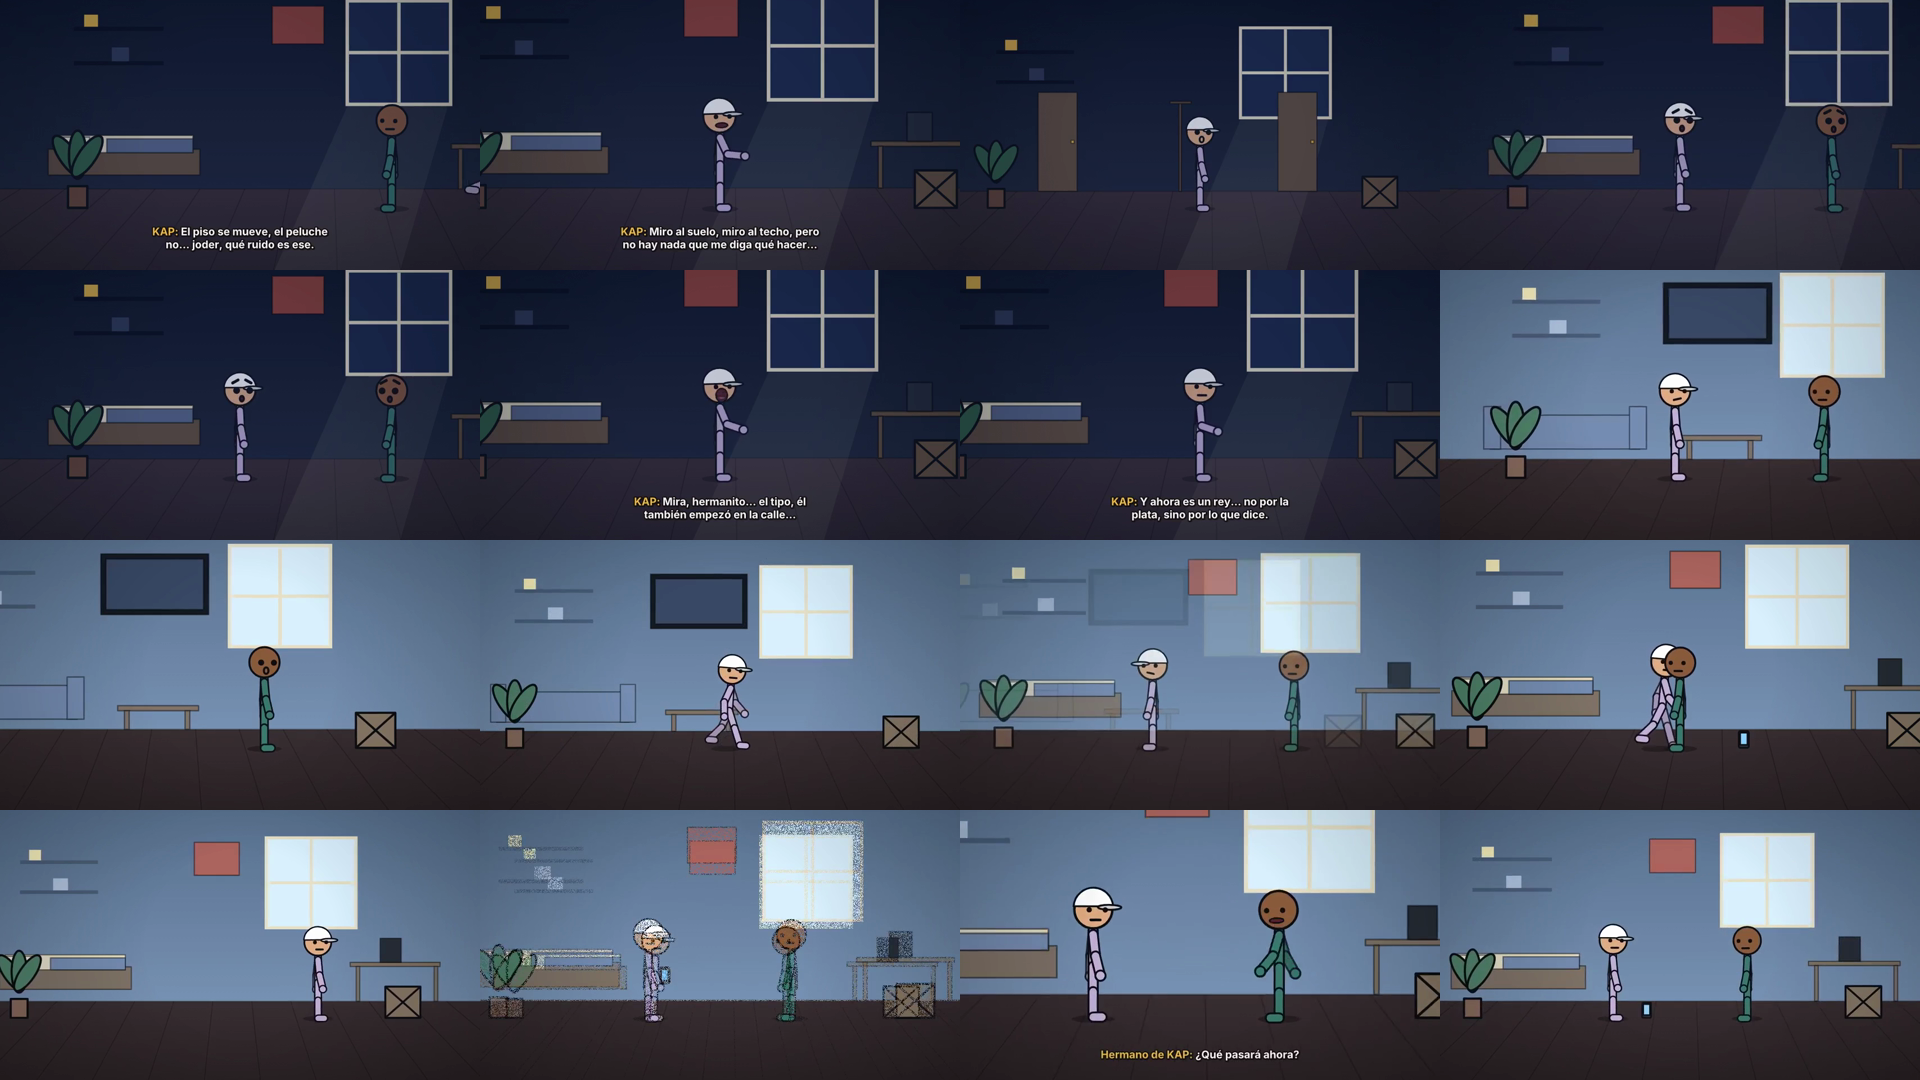 KAP: El piso se mueve, el peluche
no... joder, qué ruido es ese.
KAP: Miro al suelo, miro al techo, pero
no hay nada que me diga qué hacer...
KAP: Mira, hermanito... el tipo, él
también empezó en la calle...
KAP: Y ahora es un rey... no por la
plata, sino por lo que dice.
Hermano de KAP: ¿Qué pasará ahora?